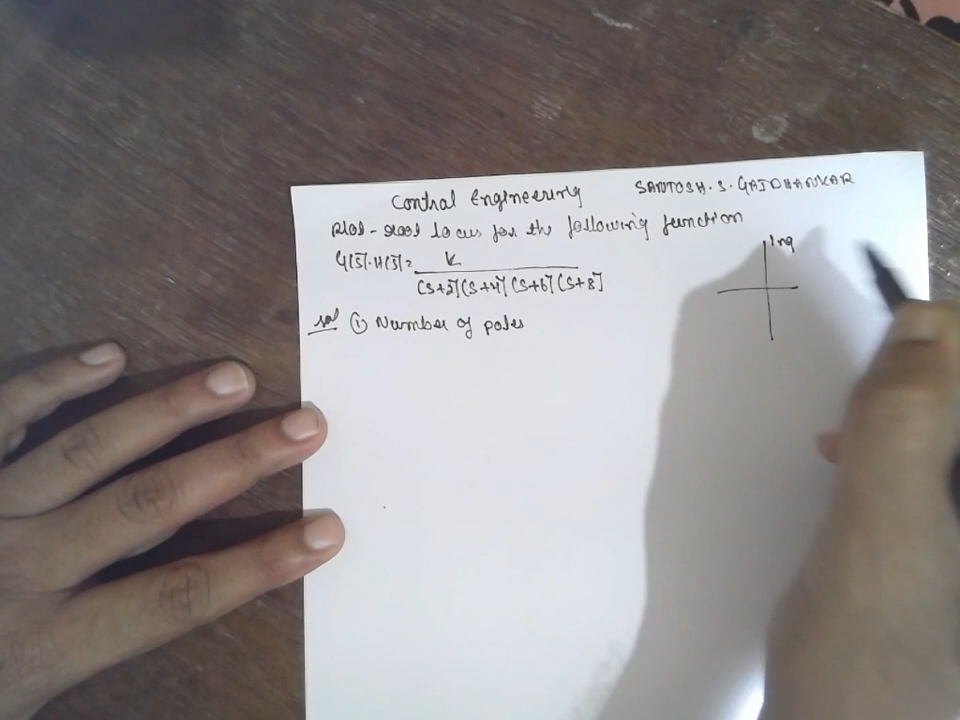 Control Engineering
SANTOSH.S.GAIDHANKAR
Plot-root locus for the following function
G(S).H(S)= K
(S+2)(S+4)(S+6)(S+8)
Img
Sol ① Number of poles